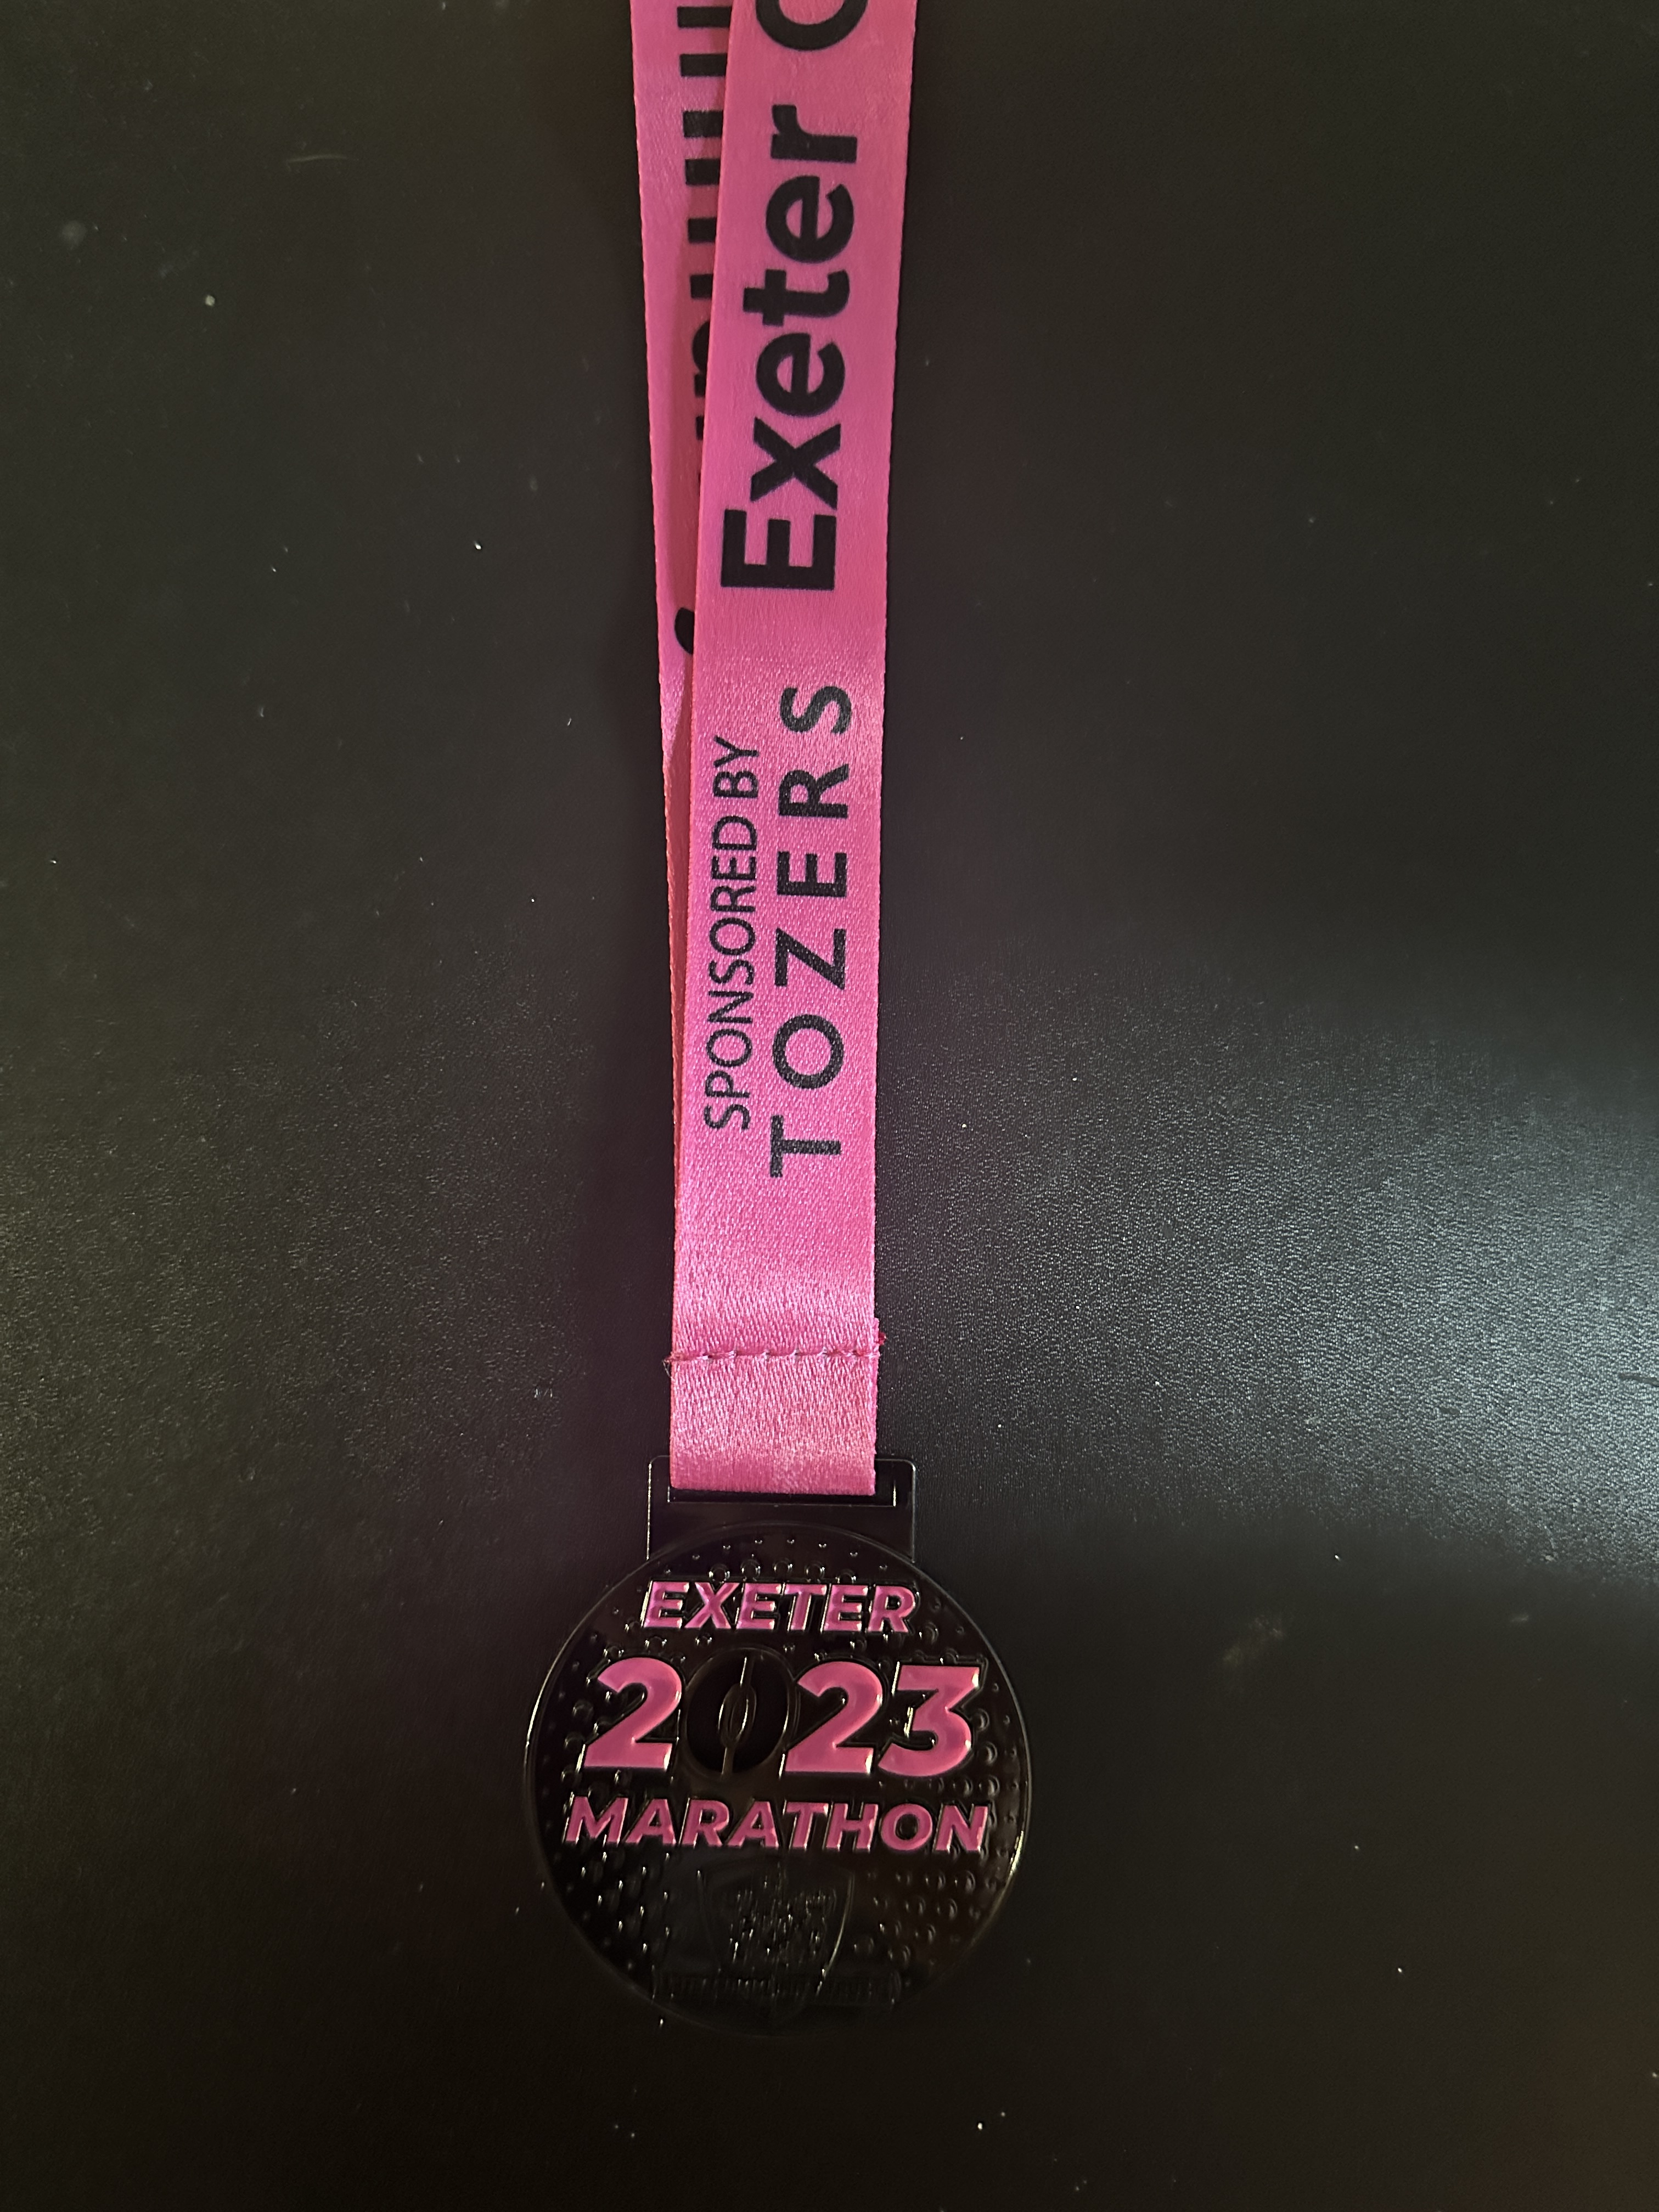 SPONSORED BY
TOZERS
Exeter
EXETER
2023
MARATHON